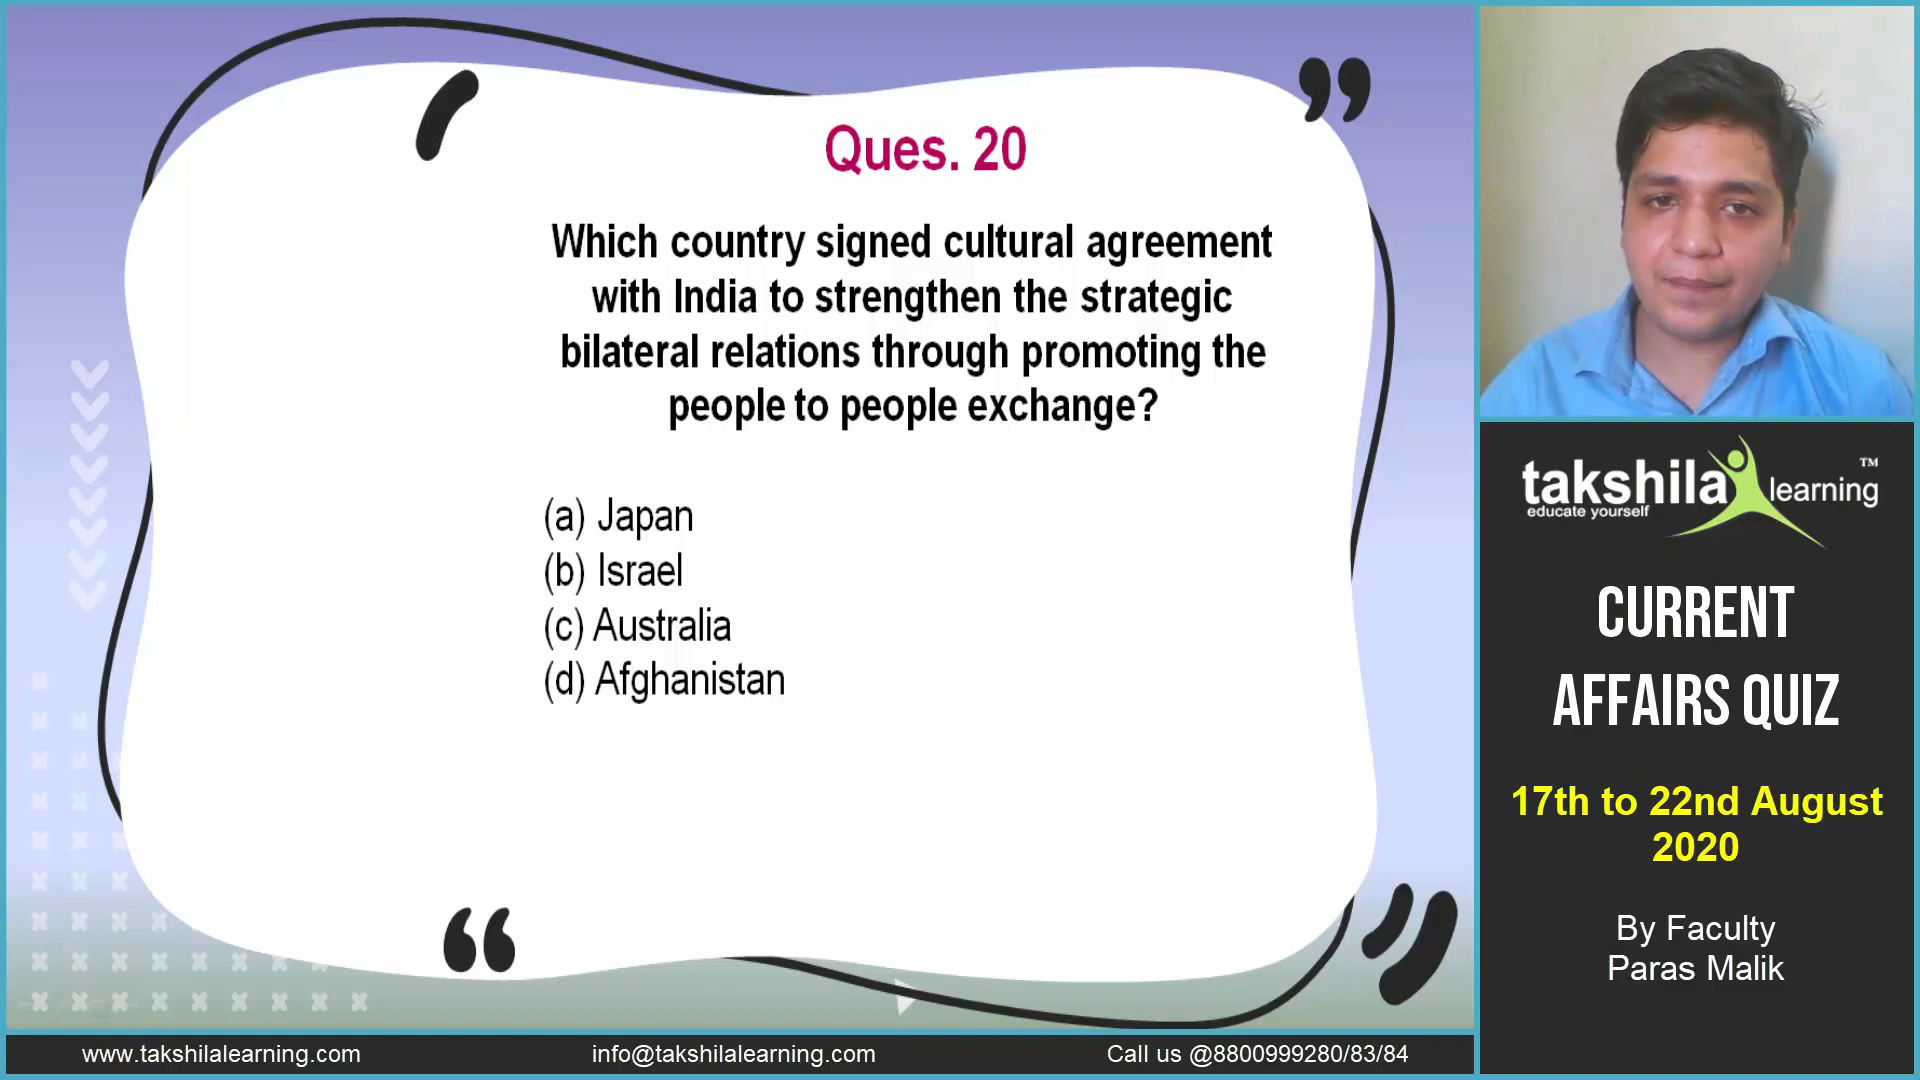 Ques. 20
Which country signed cultural agreement
with India to strengthen the strategic
bilateral relations through promoting the
people to people exchange?
(a) Japan
(b) Israel
(c) Australia
(d) Afghanistan
takshila learning ™
educate yourself
CURRENT
AFFAIRS QUIZ
17th to 22nd August
2020
By Faculty
Paras Malik
www.takshilalearning.com
info@takshilalearning.com
Call us @8800999280/83/84